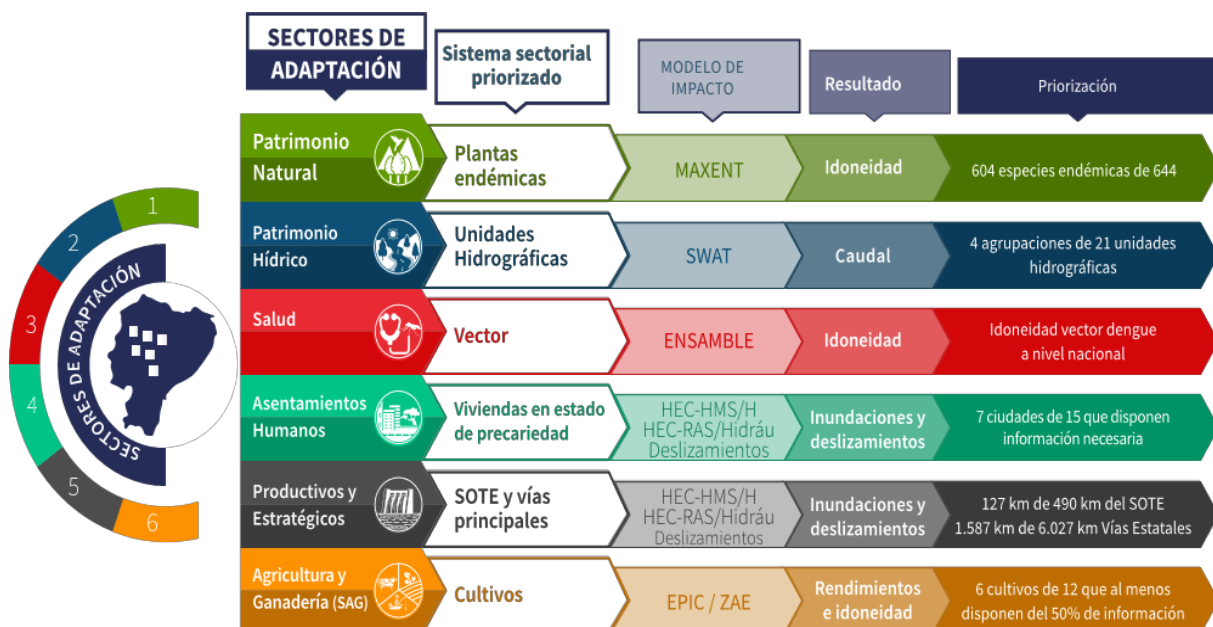 SECTORES DE
ADAPTACIÓN
Sistema sectorial
priorizado
MODELO DE
IMPACTO
Resultado
Priorización
1
2
3
4
5
6
SECTORES DE ADAPTACIÓN
Patrimonio
Natural
Plantas
endémicas
MAXENT
Idoneidad
604 especies endémicas de 644
Patrimonio
Hídrico
Unidades
Hidrográficas
SWAT
Caudal
4 agrupaciones de 21 unidades
hidrográficas
Salud
Vector
ENSAMBLE
Idoneidad
Idoneidad vector dengue
a nivel nacional
Asentamientos
Humanos
Viviendas en estado
de precariedad
HEC-HMS/H
HEC-RAS/Hidráu
Deslizamientos
Inundaciones y
deslizamientos
7 ciudades de 15 que disponen
información necesaria
Productivos y
Estratégicos
SOTE y vías
principales
HEC-HMS/H
HEC-RAS/Hidráu
Deslizamientos
Inundaciones y
deslizamientos
127 km de 490 km del SOTE
1.587 km de 6.027 km Vías Estatales
Agricultura y
Ganadería (SAG)
Cultivos
EPIC / ZAE
Rendimientos
e idoneidad
6 cultivos de 12 que al menos
disponen del 50% de información